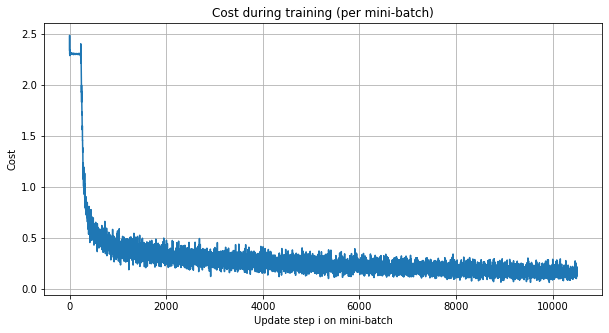 Cost during training (per mini-batch)
2.5
2.0
1.5
1.0
0.5
0.0
Cost
0 2000 4000 6000 8000 10000
Update step i on mini-batch